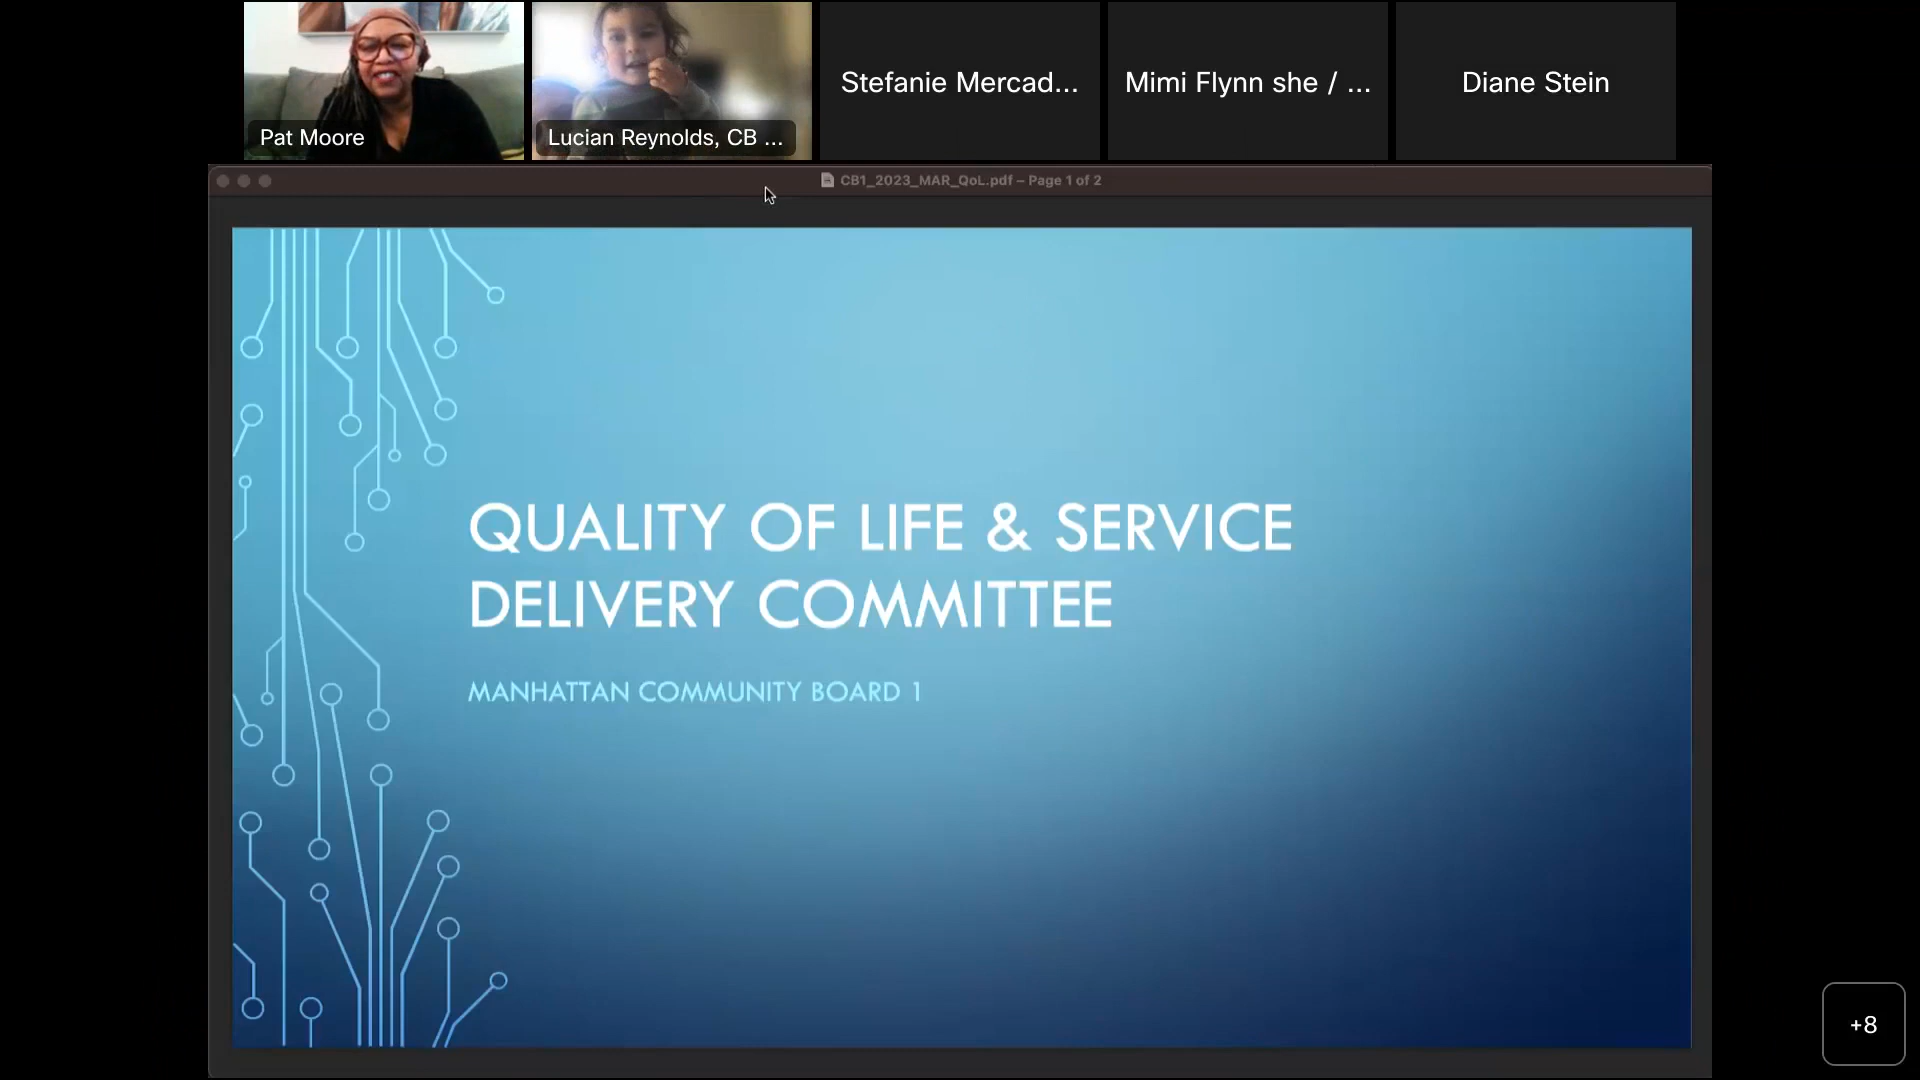 Stefanie Mercad...
Mimi Flynn she / ...
Diane Stein
Pat Moore
Lucian Reynolds, CB ...
CB1_2023_MAR_QoL.pdf – Page 1 of 2
QUALITY OF LIFE & SERVICE
DELIVERY COMMITTEE
MANHATTAN COMMUNITY BOARD 1
+8